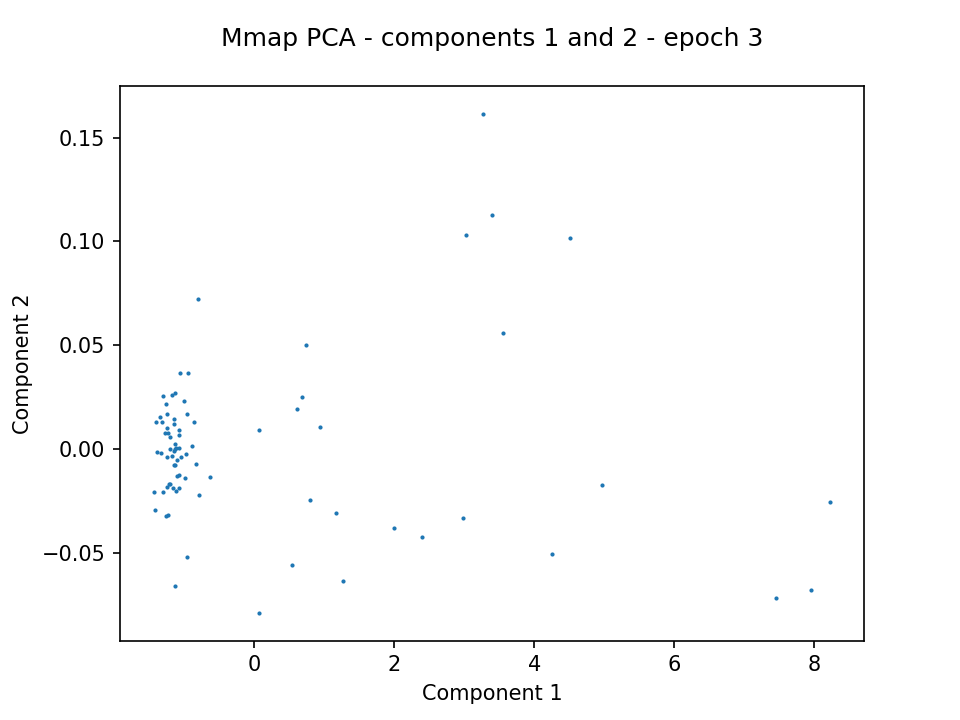 Mmap PCA - components 1 and 2 - epoch 3
0.15
0.10
0.05
0.00
−0.05
Component 2
0 2 4 6 8
Component 1